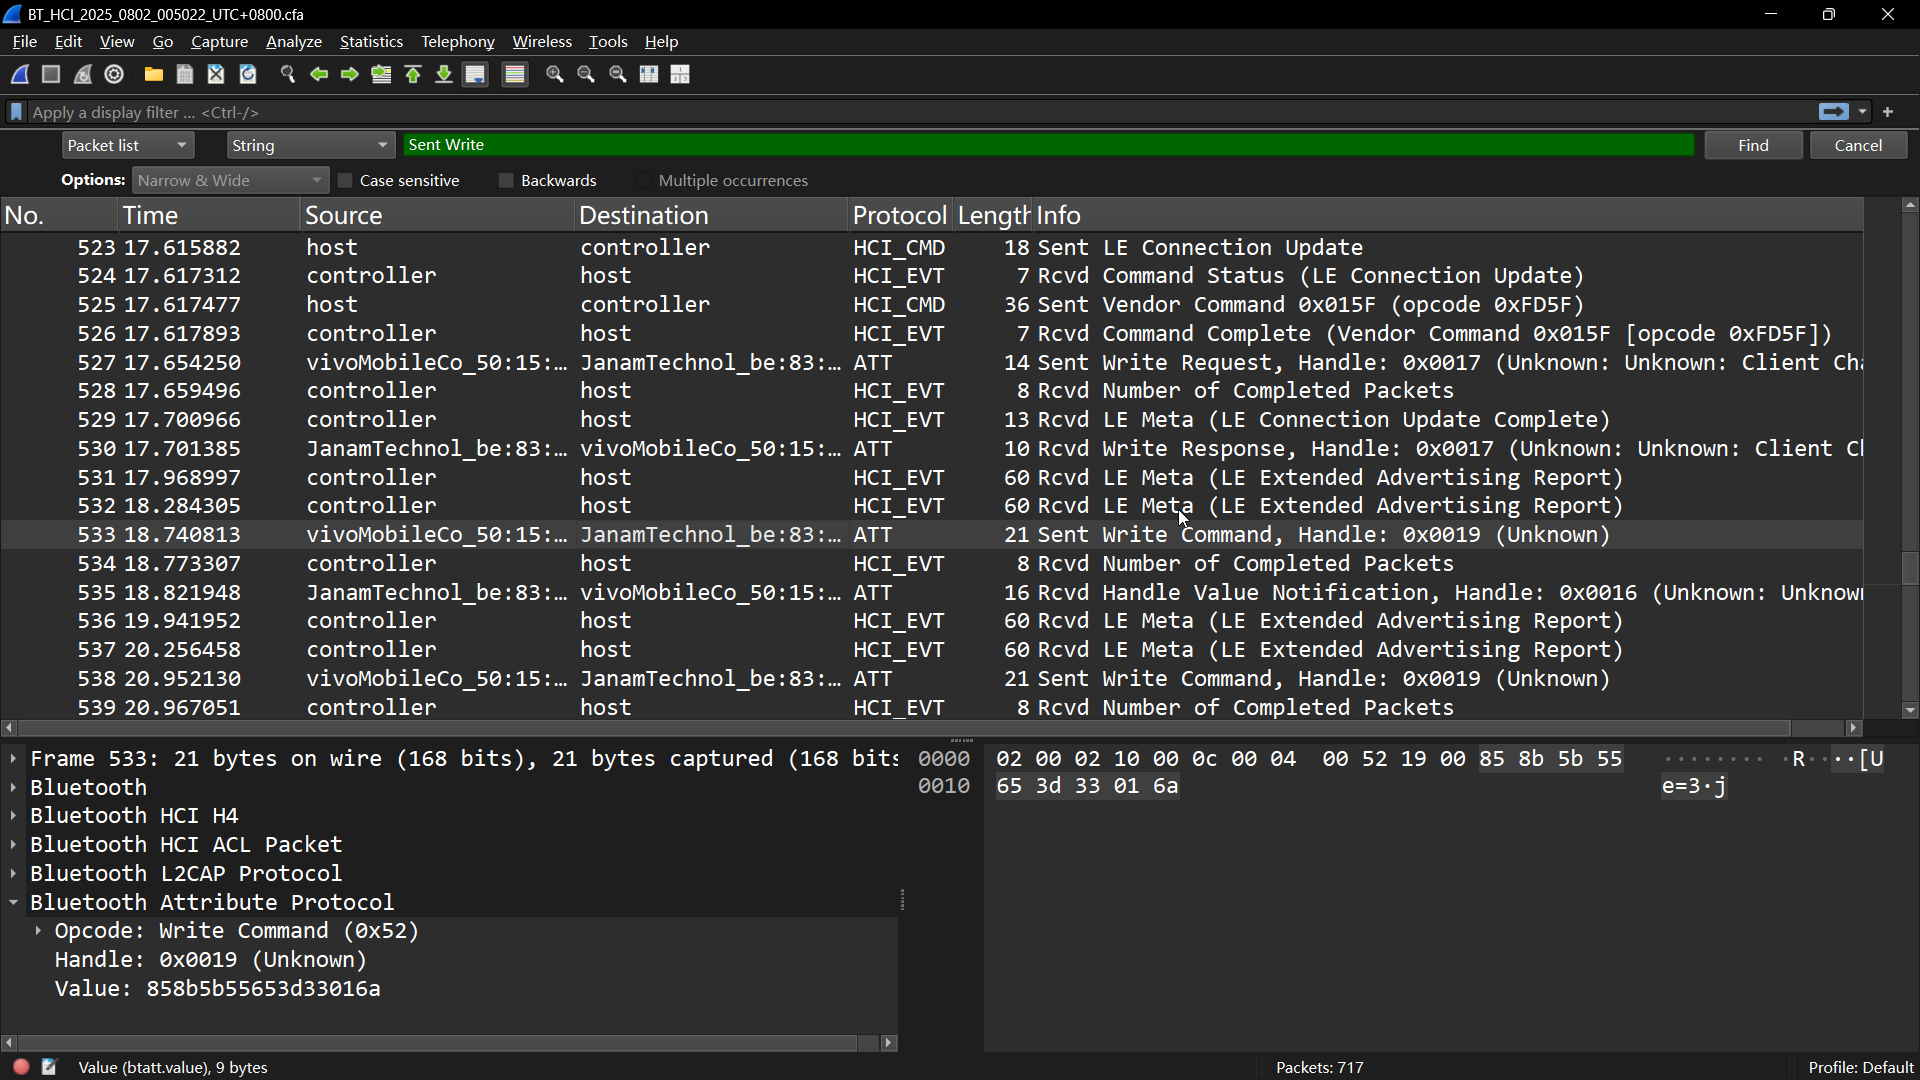 BT_HCI_2025_0802_005022_UTC+0800.cfa
File Edit View Go Capture Analyze Statistics Telephony Wireless Tools Help
Apply a display filter ... <Ctrl-/>
Packet list String Sent Write Find Cancel
Options: Narrow & Wide Case sensitive Backwards Multiple occurrences
No. Time Source Destination Protocol Length Info
523 17.615882 host controller HCI_CMD 18 Sent LE Connection Update
524 17.617312 controller host HCI_EVT 7 Rcvd Command Status (LE Connection Update)
525 17.617477 host controller HCI_CMD 36 Sent Vendor Command 0x015F (opcode 0xFD5F)
526 17.617893 controller host HCI_EVT 7 Rcvd Command Complete (Vendor Command 0x015F [opcode 0xFD5F])
527 17.654250 vivoMobileCo_50:15:… JanamTechnol_be:83:… ATT 14 Sent Write Request, Handle: 0x0017 (Unknown: Unknown: Client Cha
528 17.659496 controller host HCI_EVT 8 Rcvd Number of Completed Packets
529 17.700966 controller host HCI_EVT 13 Rcvd LE Meta (LE Connection Update Complete)
530 17.701385 JanamTechnol_be:83:… vivoMobileCo_50:15:… ATT 10 Rcvd Write Response, Handle: 0x0017 (Unknown: Unknown: Client C
531 17.968997 controller host HCI_EVT 60 Rcvd LE Meta (LE Extended Advertising Report)
532 18.284305 controller host HCI_EVT 60 Rcvd LE Meta (LE Extended Advertising Report)
533 18.740813 vivoMobileCo_50:15:… JanamTechnol_be:83:… ATT 21 Sent Write Command, Handle: 0x0019 (Unknown)
534 18.773307 controller host HCI_EVT 8 Rcvd Number of Completed Packets
535 18.821948 JanamTechnol_be:83:… vivoMobileCo_50:15:… ATT 16 Rcvd Handle Value Notification, Handle: 0x0016 (Unknown: Unknow
536 19.941952 controller host HCI_EVT 60 Rcvd LE Meta (LE Extended Advertising Report)
537 20.256458 controller host HCI_EVT 60 Rcvd LE Meta (LE Extended Advertising Report)
538 20.952130 vivoMobileCo_50:15:… JanamTechnol_be:83:… ATT 21 Sent Write Command, Handle: 0x0019 (Unknown)
539 20.967051 controller host HCI_EVT 8 Rcvd Number of Completed Packets
Frame 533: 21 bytes on wire (168 bits), 21 bytes captured (168 bits
Bluetooth
Bluetooth HCI H4
Bluetooth HCI ACL Packet
Bluetooth L2CAP Protocol
Bluetooth Attribute Protocol
Opcode: Write Command (0x52)
Handle: 0x0019 (Unknown)
Value: 858b5b55653d33016a
0000 02 00 02 10 00 0c 00 04 00 52 19 00 85 8b 5b 55 ········ ·R····[U
0010 65 3d 33 01 6a e=3·j
Value (btatt.value), 9 bytes Packets: 717 Profile: Default